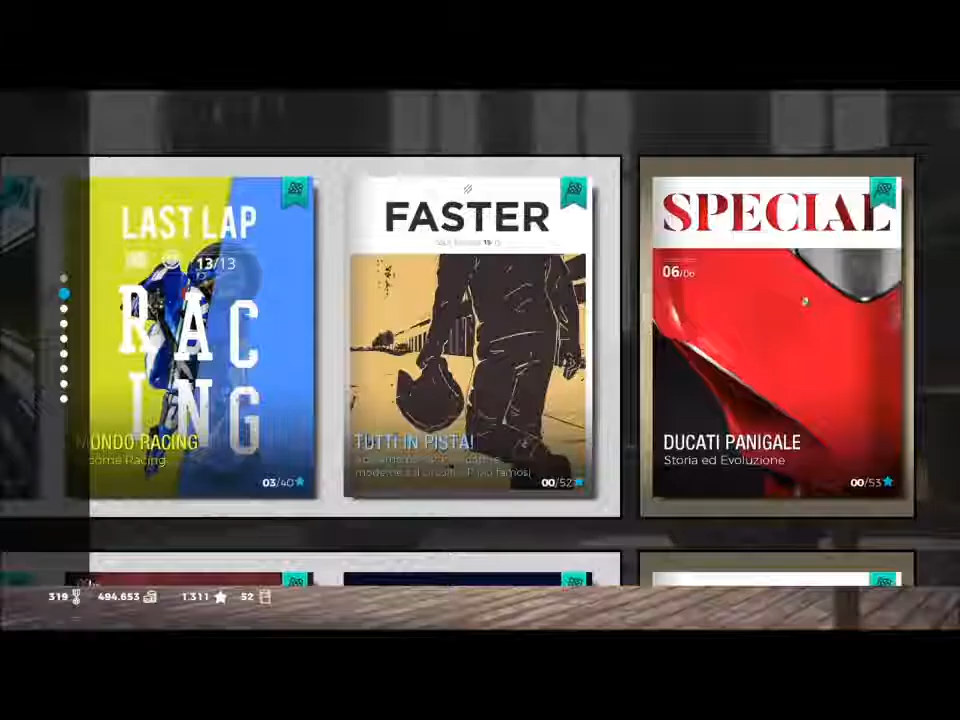 LAST LAP
13/13
RAC
ING
MONDO RACING
Racing
03/40
FASTER
TUTTI IN PISTA!
00/52
SPECIAL
06/06
DUCATI PANIGALE
Storia ed Evoluzione
00/53
319
494.653
1.311
52